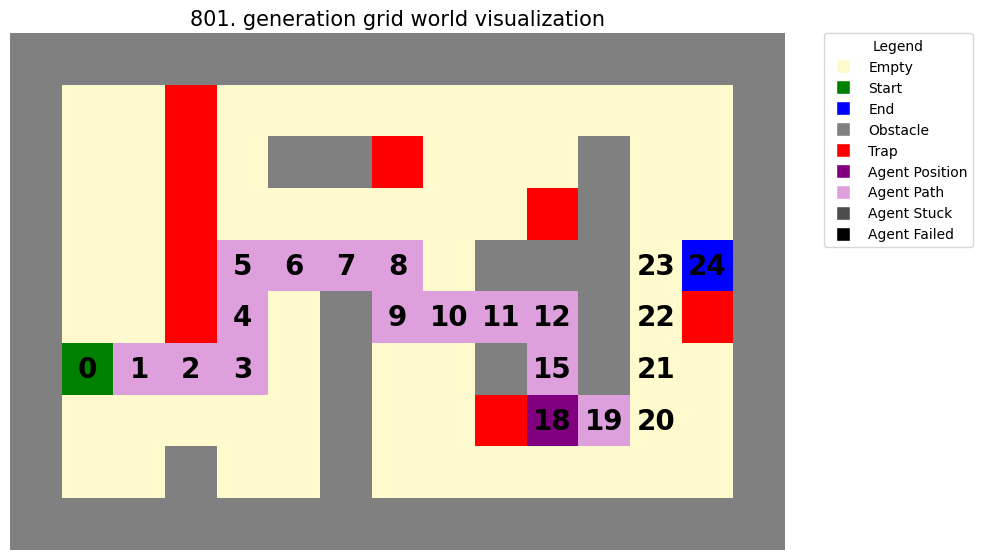 801. generation grid world visualization
Legend
Empty
Start
End
Obstacle
Trap
Agent Position
Agent Path
Agent Stuck
Agent Failed
5 6 7 8 23 24
4 9 10 11 12 22
0 1 2 3 15 21
18 19 20